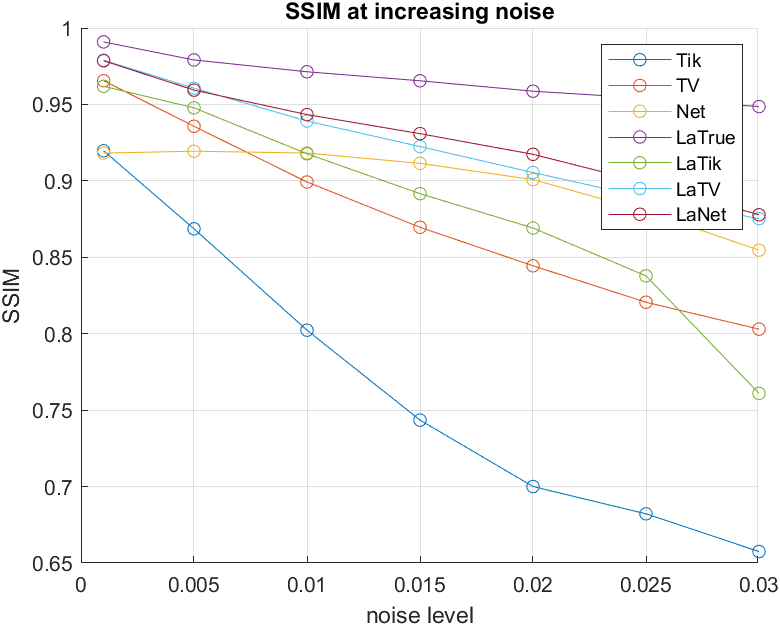 SSIM at increasing noise
1
0.95
0.9
0.85
0.8
0.75
0.7
0.65
SSIM
0
0.005
0.01
0.015
0.02
0.025
0.03
noise level
Tik
TV
Net
LaTrue
LaTik
LaTV
LaNet